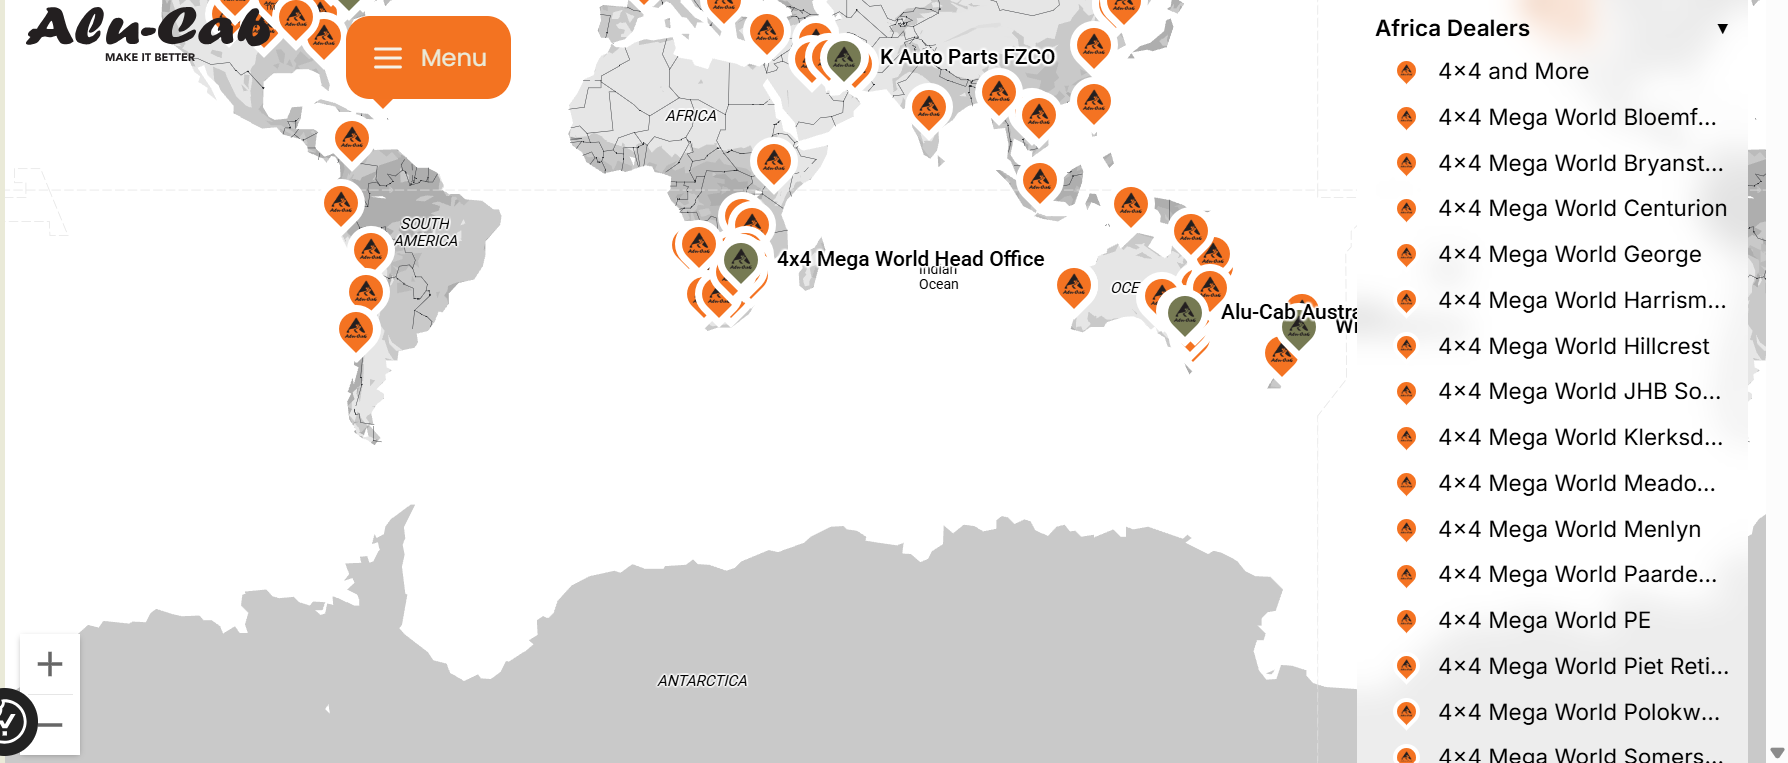 Alu-Cab
MAKE IT BETTER
Menu
K Auto Parts FZCO
AFRICA
SOUTH
AMERICA
4x4 Mega World Head Office
Indian
Ocean
OCE
Alu-Cab Austra
ANTARCTICA
Africa Dealers
4×4 and More
4×4 Mega World Bloemf...
4×4 Mega World Bryanst...
4×4 Mega World Centurion
4×4 Mega World George
4×4 Mega World Harrism...
4×4 Mega World Hillcrest
4×4 Mega World JHB So...
4×4 Mega World Klerksd...
4×4 Mega World Meado...
4×4 Mega World Menlyn
4×4 Mega World Paarde...
4×4 Mega World PE
4×4 Mega World Piet Reti...
4×4 Mega World Polokw...
4×4 Mega World Somers...